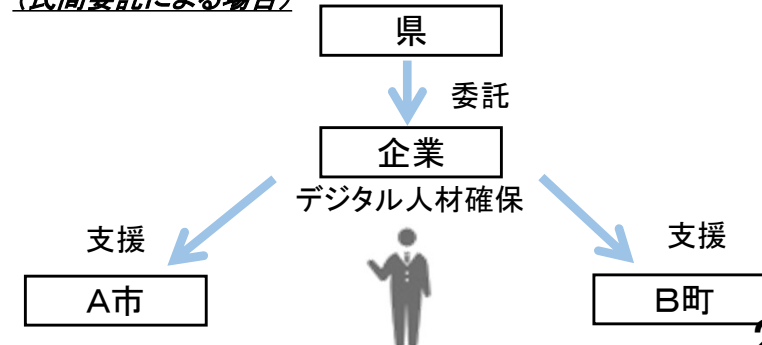 (民間委託による場合)
県
委託
企業
デジタル人材確保
支援
支援
A市
B町